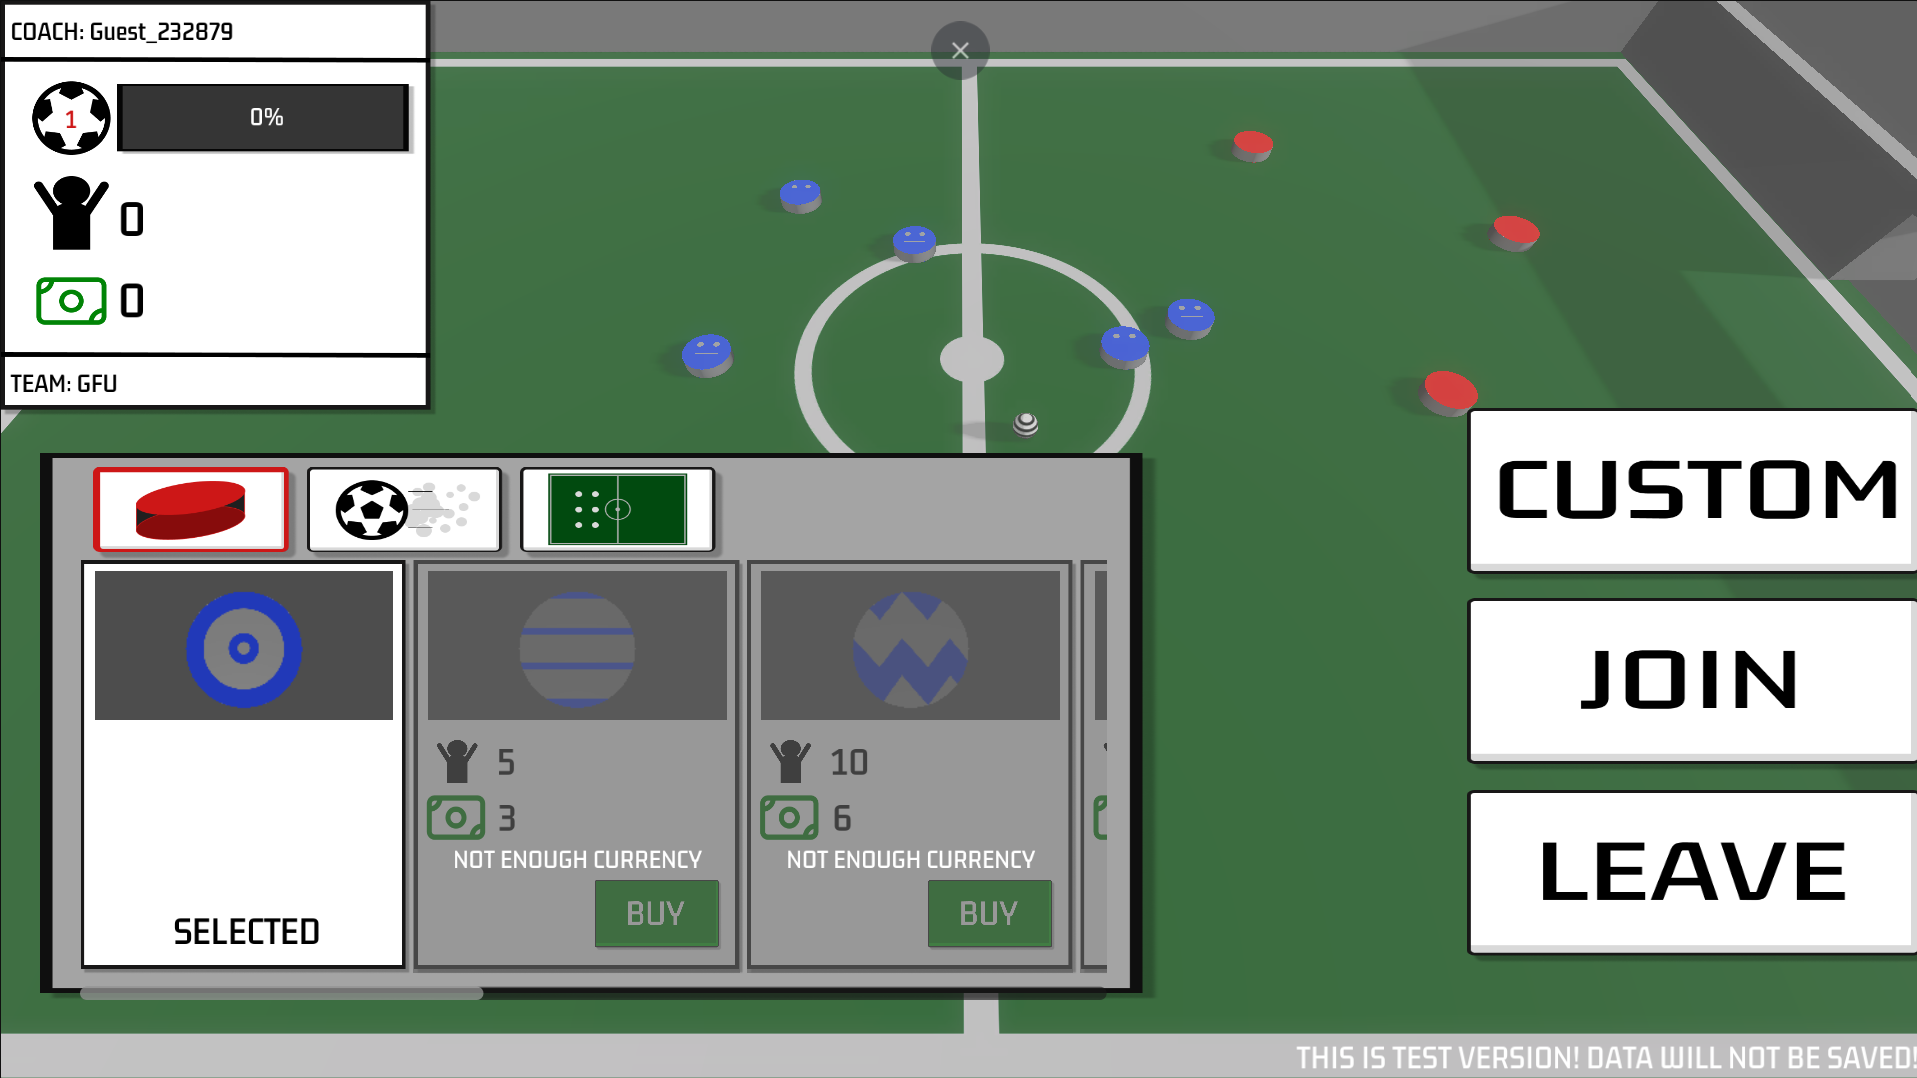 COACH: Guest_232879
1
0%
0
0
TEAM: GFU
SELECTED
5
3
NOT ENOUGH CURRENCY
BUY
10
6
NOT ENOUGH CURRENCY
BUY
CUSTOM
JOIN
LEAVE
THIS IS TEST VERSION! DATA WILL NOT BE SAVED!